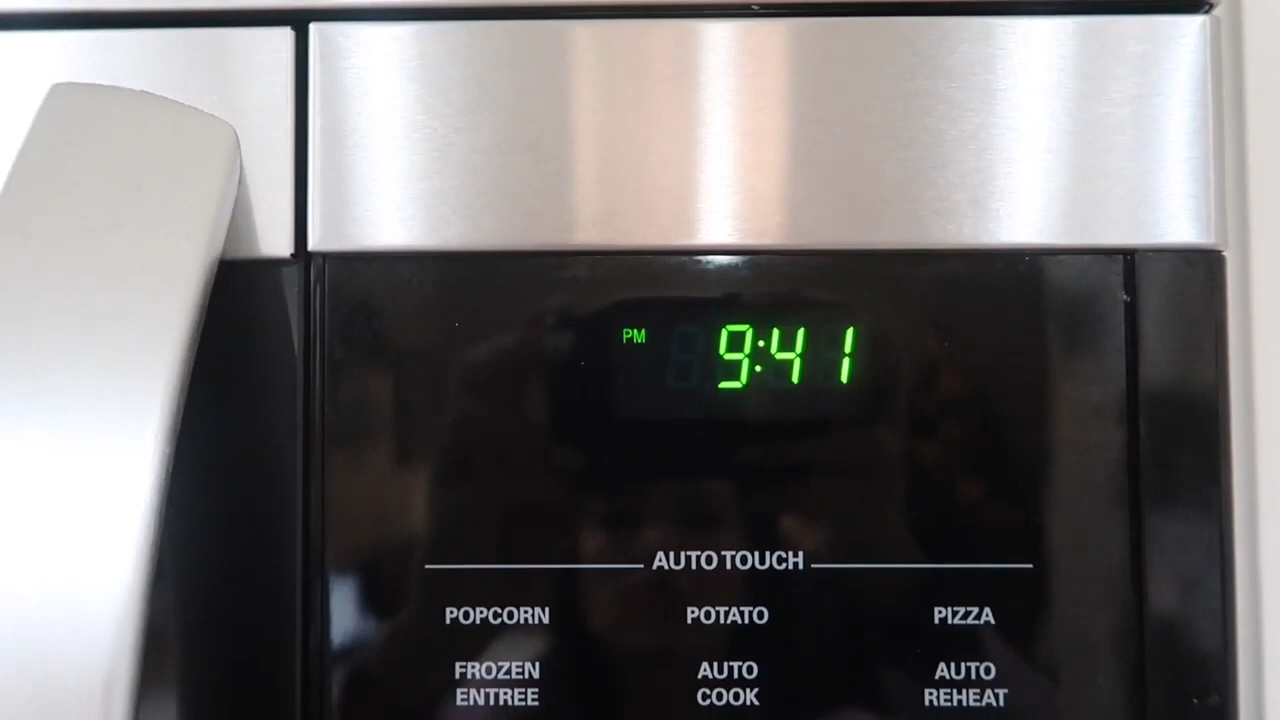 PM 9:41
AUTO TOUCH
POPCORN POTATO PIZZA
FROZEN ENTREE AUTO COOK AUTO REHEAT